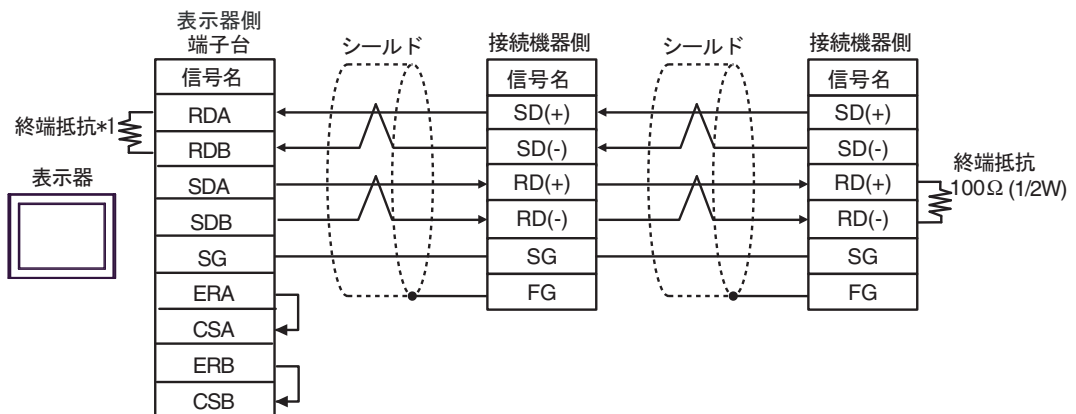 表示器側
端子台
信号名
RDA
RDB
SDA
SDB
SG
ERA
CSA
ERB
CSB
終端抵抗*1
表示器
シールド
接続機器側
信号名
SD(+)
SD(-)
RD(+)
RD(-)
SG
FG
シールド
接続機器側
信号名
SD(+)
SD(-)
RD(+)
RD(-)
SG
FG
終端抵抗
100Ω (1/2W)